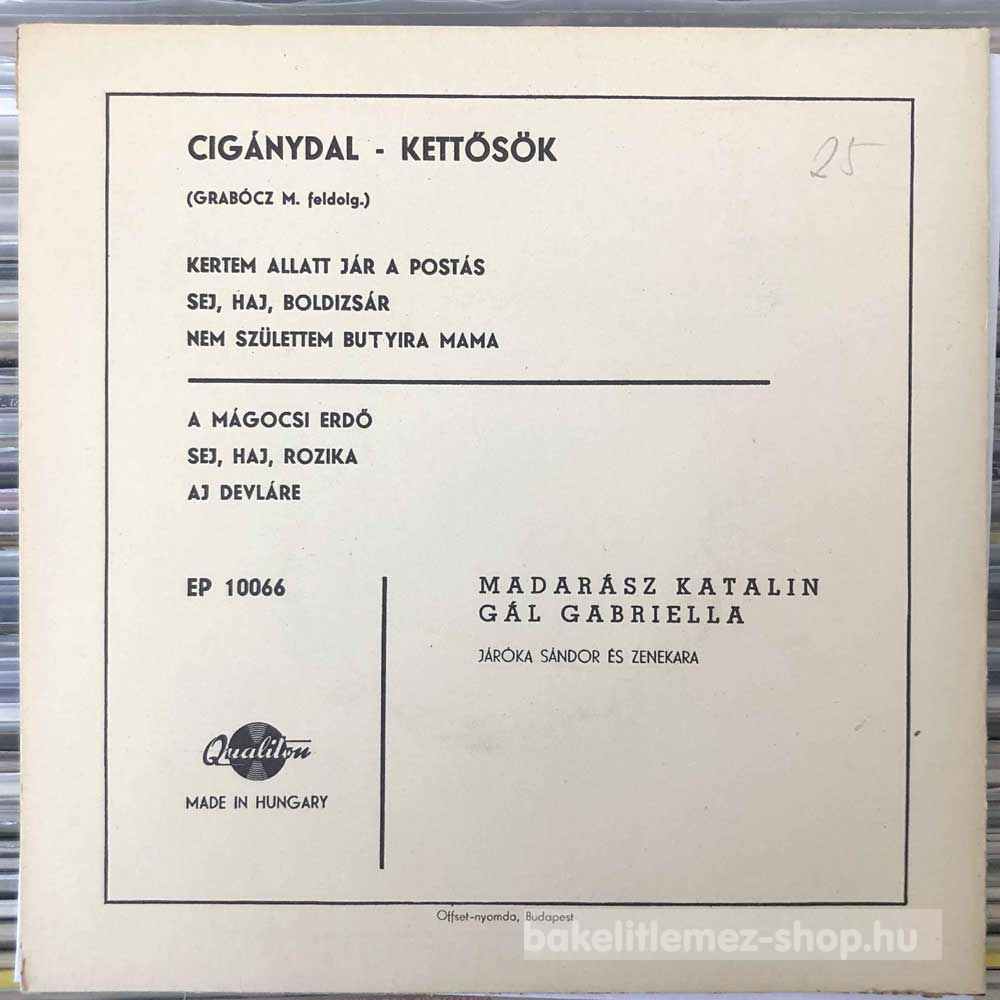 CIGÁNYDAL - KETTŐSÖK
25
(GRABÓCZ M. feldolg.)
KERTEM ALLATT JÁR A POSTÁS
SEJ, HAJ, BOLDIZSÁR
NEM SZÜLETTEM BUTYIRA MAMA
A MÁGOCSI ERDŐ
SEJ, HAJ, ROZIKA
AJ DEVLÁRE
EP 10066
MADARÁSZ KATALIN
GÁL GABRIELLA
JÁRÓKA SÁNDOR ÉS ZENEKARA
Qualiton
MADE IN HUNGARY
Offset-nyomda, Budapest
bakelitlemez-shop.hu